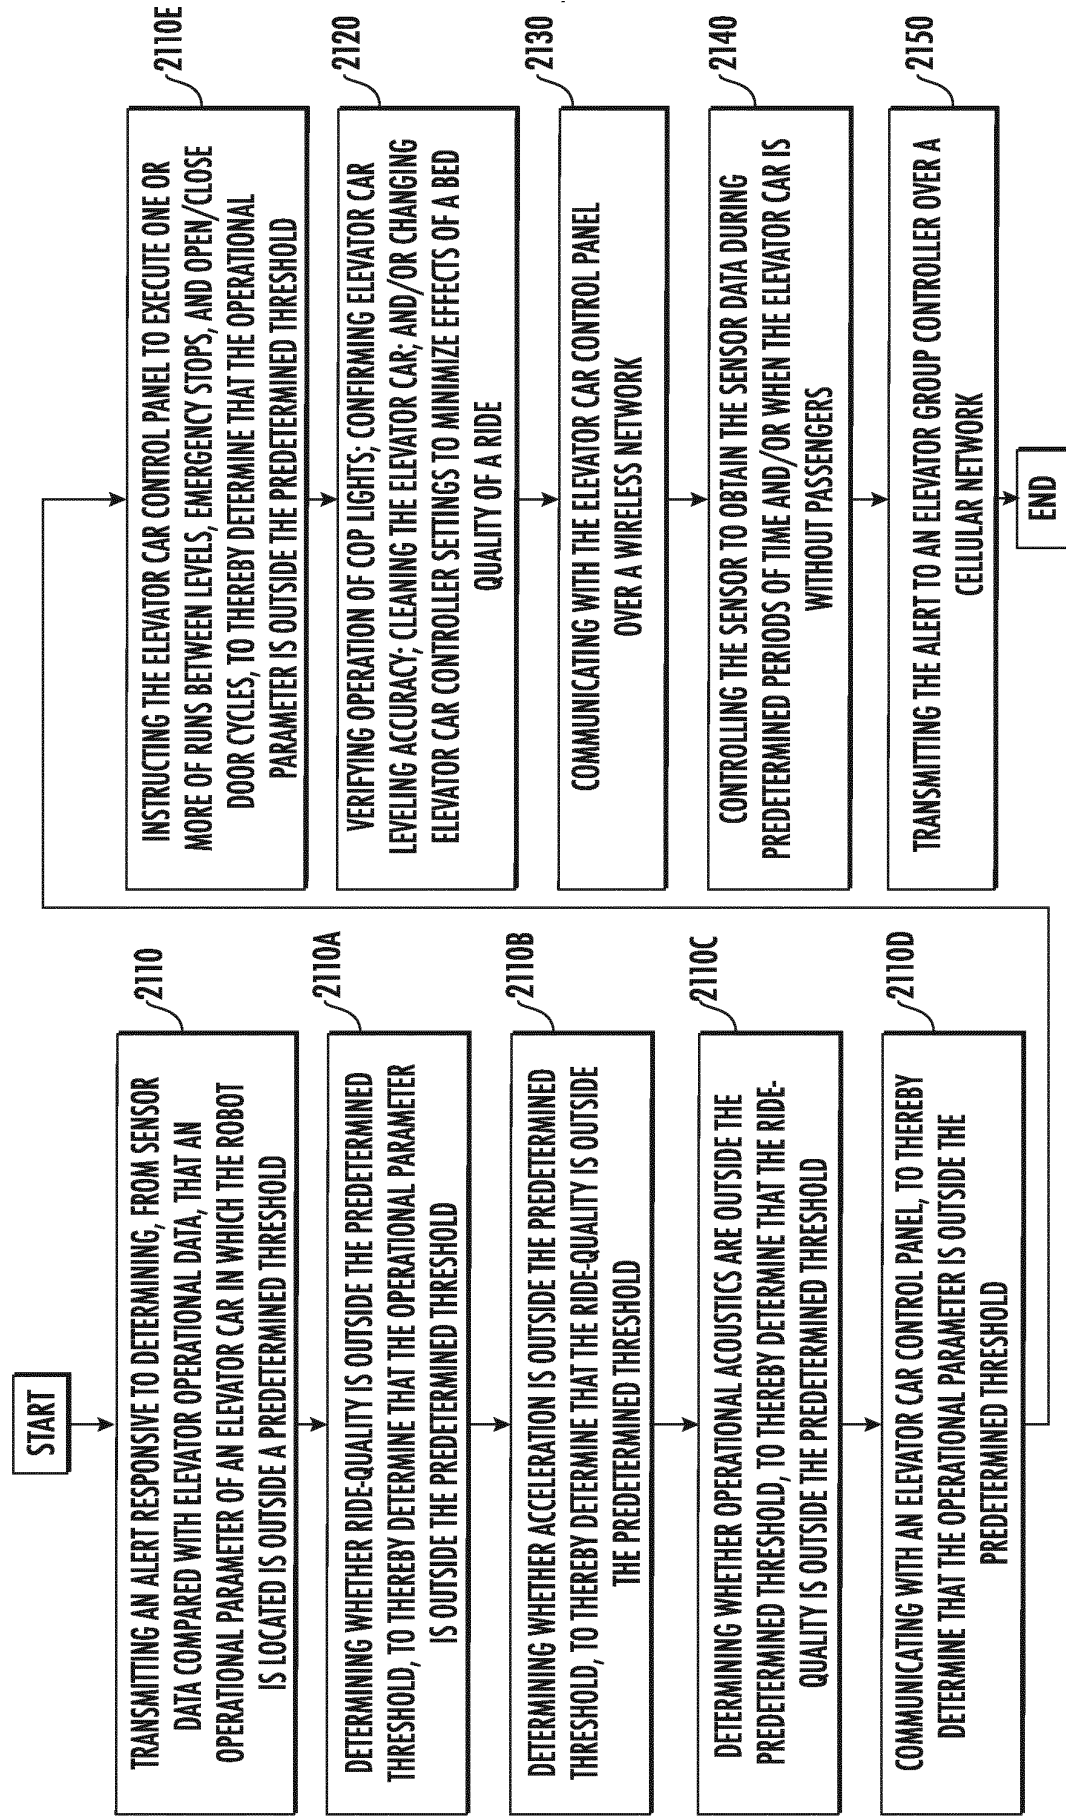 START
2110
TRANSMITTING AN ALERT RESPONSIVE TO DETERMINING, FROM SENSOR
DATA COMPARED WITH ELEVATOR OPERATIONAL DATA, THAT AN
OPERATIONAL PARAMETER OF AN ELEVATOR CAR IN WHICH THE ROBOT
IS LOCATED IS OUTSIDE A PREDETERMINED THRESHOLD
2110A
DETERMINING WHETHER RIDE-QUALITY IS OUTSIDE THE PREDETERMINED
THRESHOLD, TO THEREBY DETERMINE THAT THE OPERATIONAL PARAMETER
IS OUTSIDE THE PREDETERMINED THRESHOLD
2110B
DETERMINING WHETHER ACCELERATION IS OUTSIDE THE PREDETERMINED
THRESHOLD, TO THEREBY DETERMINE THAT THE RIDE-QUALITY IS OUTSIDE
THE PREDETERMINED THRESHOLD
2110C
DETERMINING WHETHER OPERATIONAL ACOUSTICS ARE OUTSIDE THE
PREDETERMINED THRESHOLD, TO THEREBY DETERMINE THAT THE RIDE-
QUALITY IS OUTSIDE THE PREDETERMINED THRESHOLD
2110D
COMMUNICATING WITH AN ELEVATOR CAR CONTROL PANEL, TO THEREBY
DETERMINE THAT THE OPERATIONAL PARAMETER IS OUTSIDE THE
PREDETERMINED THRESHOLD
2110E
INSTRUCTING THE ELEVATOR CAR CONTROL PANEL TO EXECUTE ONE OR
MORE OF RUNS BETWEEN LEVELS, EMERGENCY STOPS, AND OPEN/CLOSE
DOOR CYCLES, TO THEREBY DETERMINE THAT THE OPERATIONAL
PARAMETER IS OUTSIDE THE PREDETERMINED THRESHOLD
2120
VERIFYING OPERATION OF COP LIGHTS; CONFIRMING ELEVATOR CAR
LEVELING ACCURACY; CLEANING THE ELEVATOR CAR; AND/OR CHANGING
ELEVATOR CAR CONTROLLER SETTINGS TO MINIMIZE EFFECTS OF A BED
QUALITY OF A RIDE
2130
COMMUNICATING WITH THE ELEVATOR CAR CONTROL PANEL
OVER A WIRELESS NETWORK
2140
CONTROLLING THE SENSOR TO OBTAIN THE SENSOR DATA DURING
PREDETERMINED PERIODS OF TIME AND/OR WHEN THE ELEVATOR CAR IS
WITHOUT PASSENGERS
2150
TRANSMITTING THE ALERT TO AN ELEVATOR GROUP CONTROLLER OVER A
CELLULAR NETWORK
END